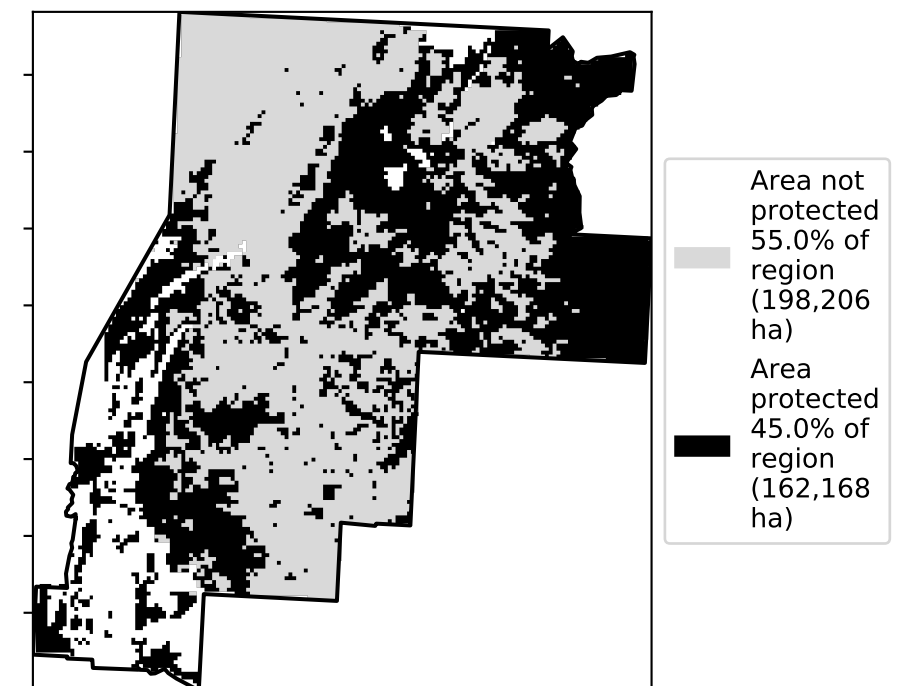 Area not
protected
55.0% of
region
(198,206
ha)
Area
protected
45.0% of
region
(162,168
ha)